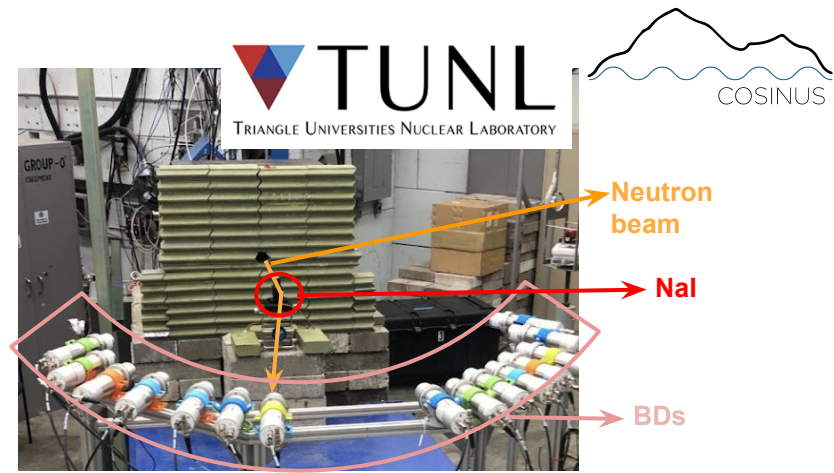 TUNL
TRIANGLE UNIVERSITIES NUCLEAR LABORATORY
COSINUS
GROUP-O
EQUIPMENT
Neutron
beam
NaI
BDs